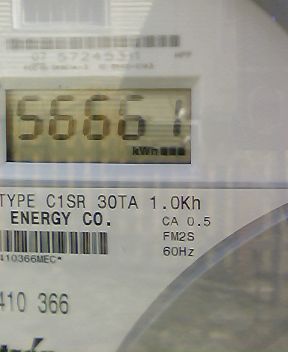 56661
kWh
TYPE C1SR 30TA 1.0Kh
ENERGY CO.
CA 0.5
FM2S
60Hz
410366MEC*
410 366